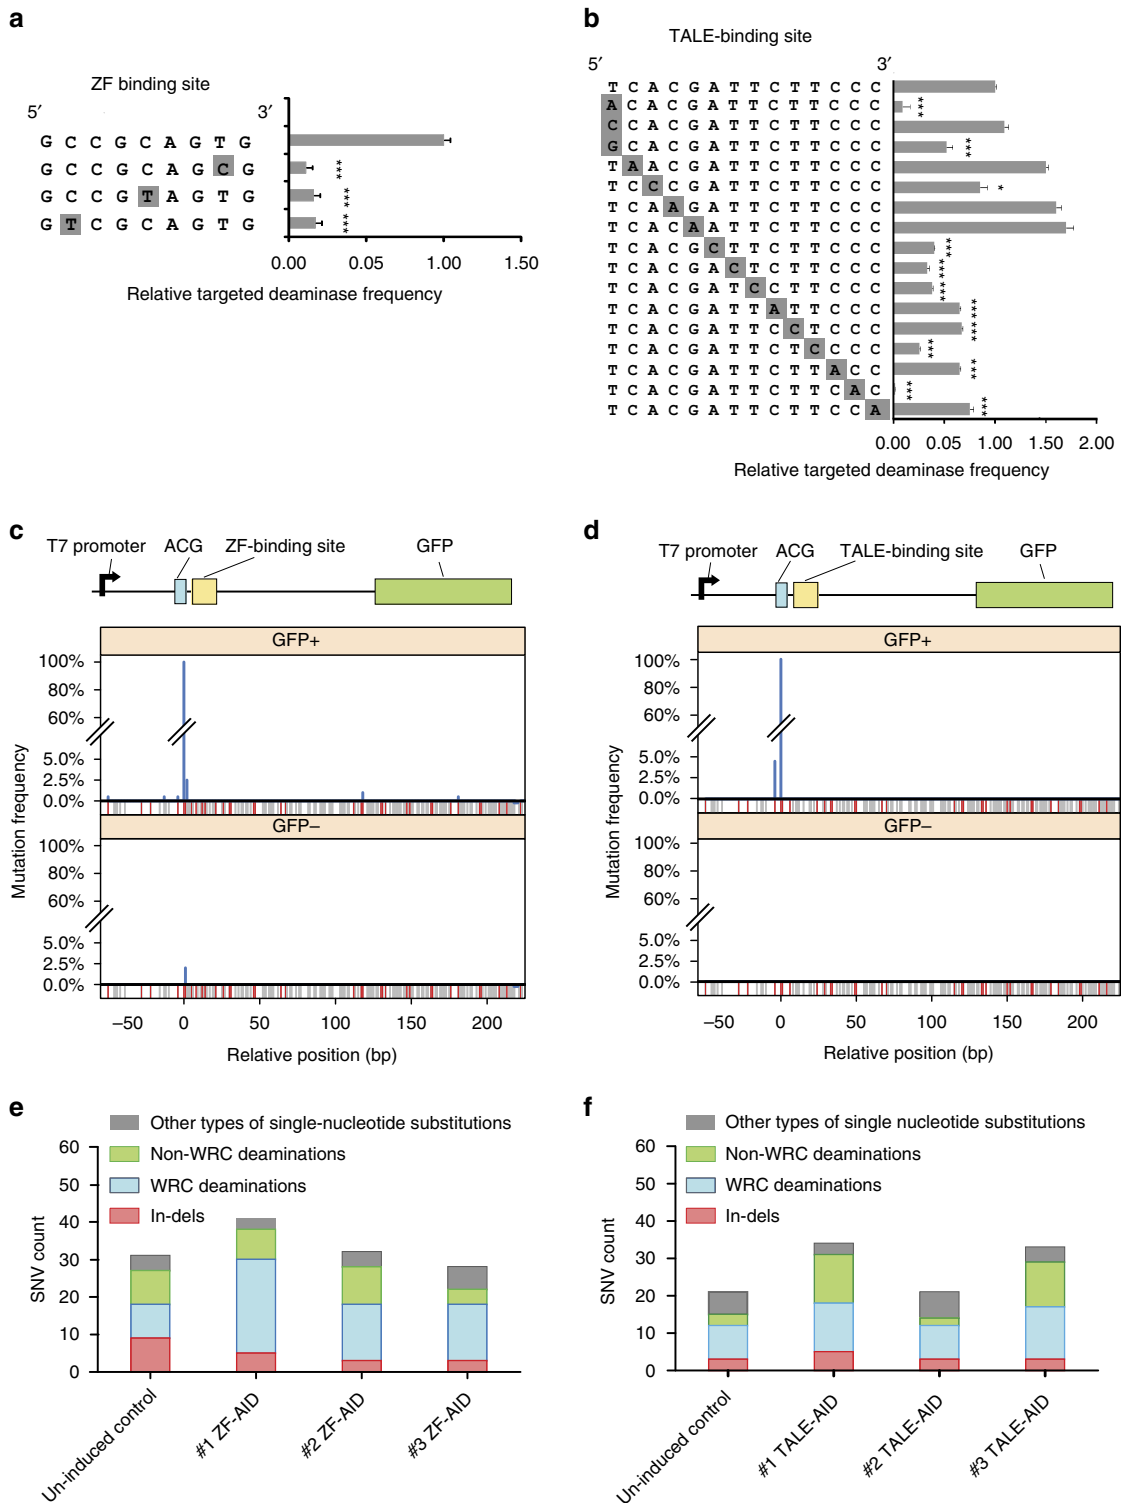 a
ZF binding site
5′ 3′
G C C G C A G T G
G C C G C A G C G ***
G C C G T A G T G ***
G T C G C A G T G ***
0.00 0.05 1.00 1.50
Relative targeted deaminase frequency
b
TALE-binding site
5′ 3′
T C A C G A T T C T T C C C
A C A C G A T T C T T C C C ***
C C A C G A T T C T T C C C
G C A C G A T T C T T C C C ***
T A A C G A T T C T T C C C
T C C C G A T T C T T C C C *
T C A A G A T T C T T C C C
T C A C A A T T C T T C C C
T C A C G C T T C T T C C C ***
T C A C G A C T C T T C C C ***
T C A C G A T C C T T C C C ***
T C A C G A T T A T T C C C ***
T C A C G A T T C C T C C C ***
T C A C G A T T C T C C C C ***
T C A C G A T T C T T A C C ***
T C A C G A T T C T T C A C ***
T C A C G A T T C T T C C A ***
0.00 0.05 1.00 1.50 2.00
Relative targeted deaminase frequency
c
T7 promoter ACG ZF-binding site GFP
GFP+
100%
80%
60%
5.0%
2.5%
0.0%
GFP–
100%
80%
60%
5.0%
2.5%
0.0%
Mutation frequency
–50 0 50 100 150 200
Relative position (bp)
d
T7 promoter ACG TALE-binding site GFP
GFP+
100%
80%
60%
5.0%
2.5%
0.0%
GFP–
100%
80%
60%
5.0%
2.5%
0.0%
Mutation frequency
–50 0 50 100 150 200
Relative position (bp)
e
Other types of single-nucleotide substitutions
Non-WRC deaminations
WRC deaminations
In-dels
60
50
40
30
20
10
0
SNV count
Un-induced control
#1 ZF-AID
#2 ZF-AID
#3 ZF-AID
f
Other types of single nucleotide substitutions
Non-WRC deaminations
WRC deaminations
In-dels
60
50
40
30
20
10
0
SNV count
Un-induced control
#1 TALE-AID
#2 TALE-AID
#3 TALE-AID